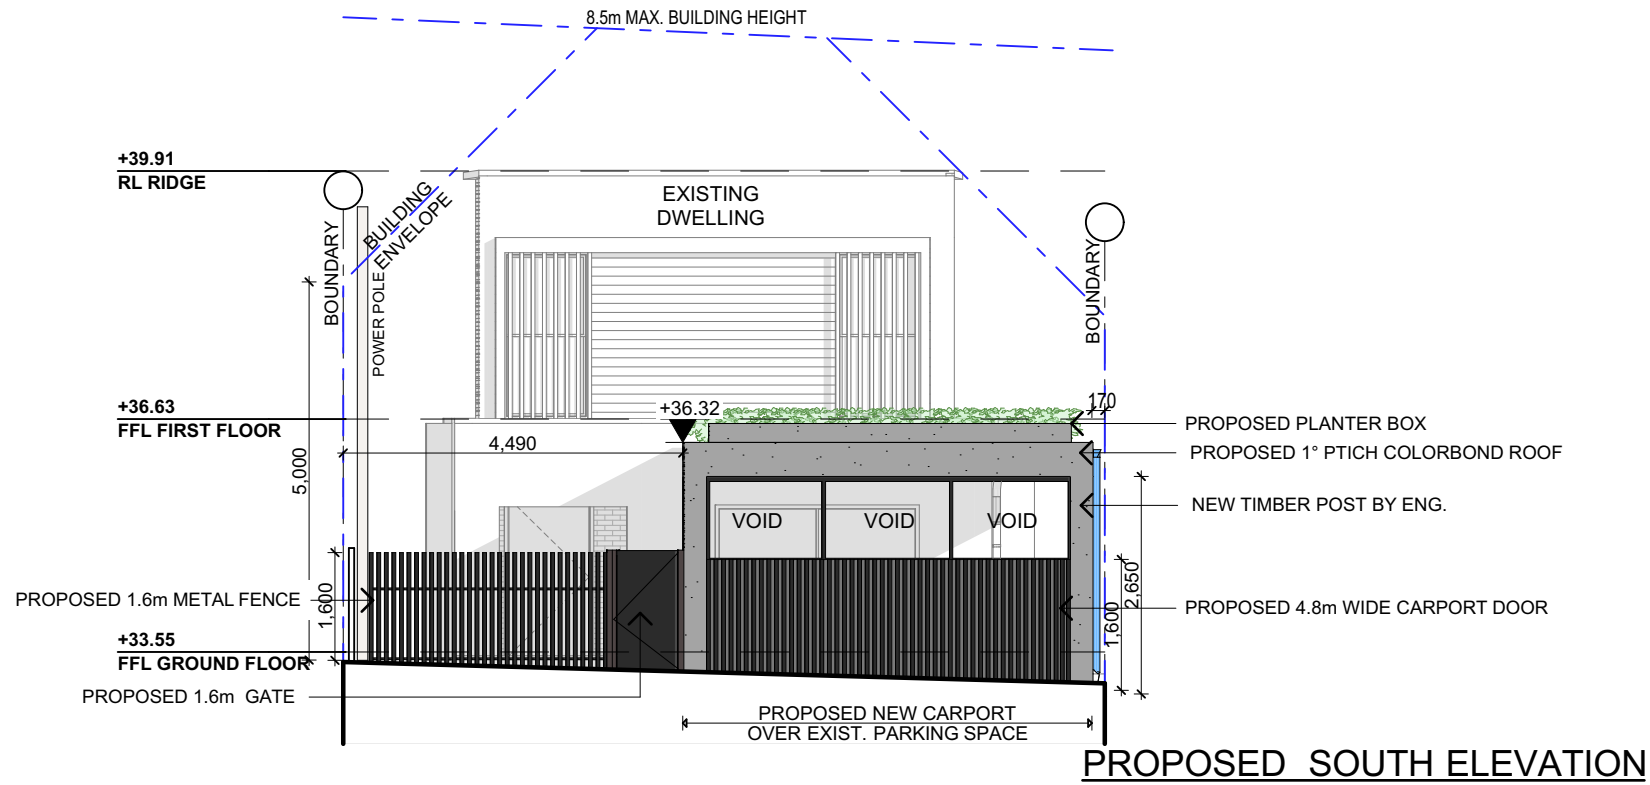 8.5m MAX. BUILDING HEIGHT
+39.91
RL RIDGE
EXISTING
DWELLING
BUILDING
ENVELOPE
BOUNDARY
POWER POLE
BOUNDARY
+36.63
FFL FIRST FLOOR
+36.32
170
4,490
5,000
PROPOSED PLANTER BOX
PROPOSED 1° PTICH COLORBOND ROOF
NEW TIMBER POST BY ENG.
VOID
VOID
VOID
1,600
2,650
1,600
PROPOSED 1.6m METAL FENCE
PROPOSED 4.8m WIDE CARPORT DOOR
+33.55
FFL GROUND FLOOR
PROPOSED 1.6m GATE
PROPOSED NEW CARPORT
OVER EXIST. PARKING SPACE
PROPOSED SOUTH ELEVATION